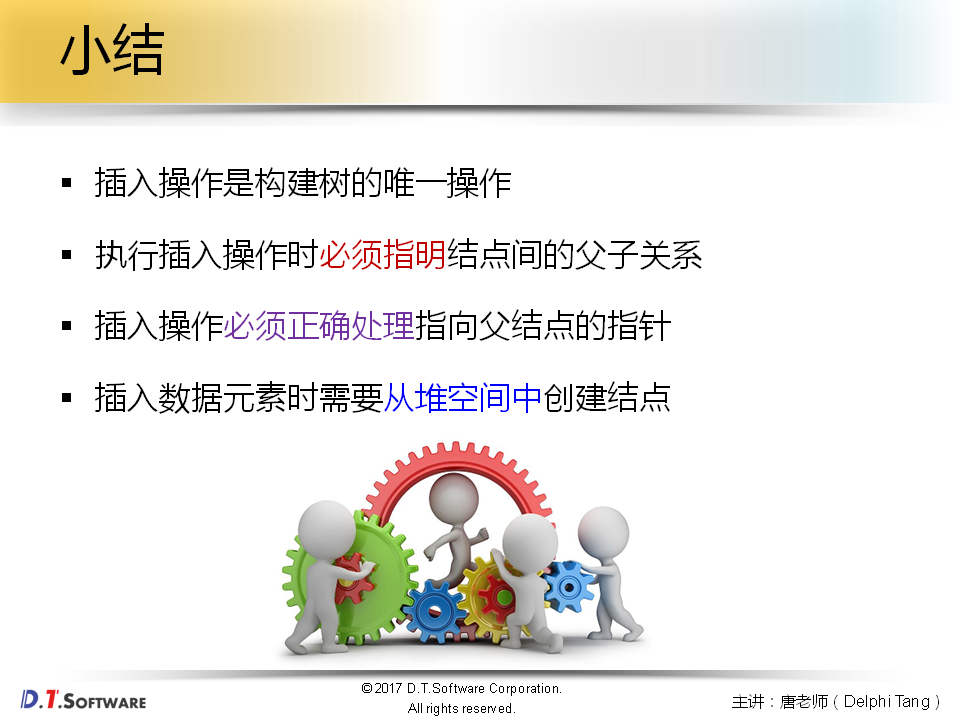 小结
插入操作是构建树的唯一操作
执行插入操作时必须指明结点间的父子关系
插入操作必须正确处理指向父结点的指针
插入数据元素时需要从堆空间中创建结点
D.T.SOFTWARE
©2017 D.T.Software Corporation.
All rights reserved.
主讲：唐老师（Delphi Tang）